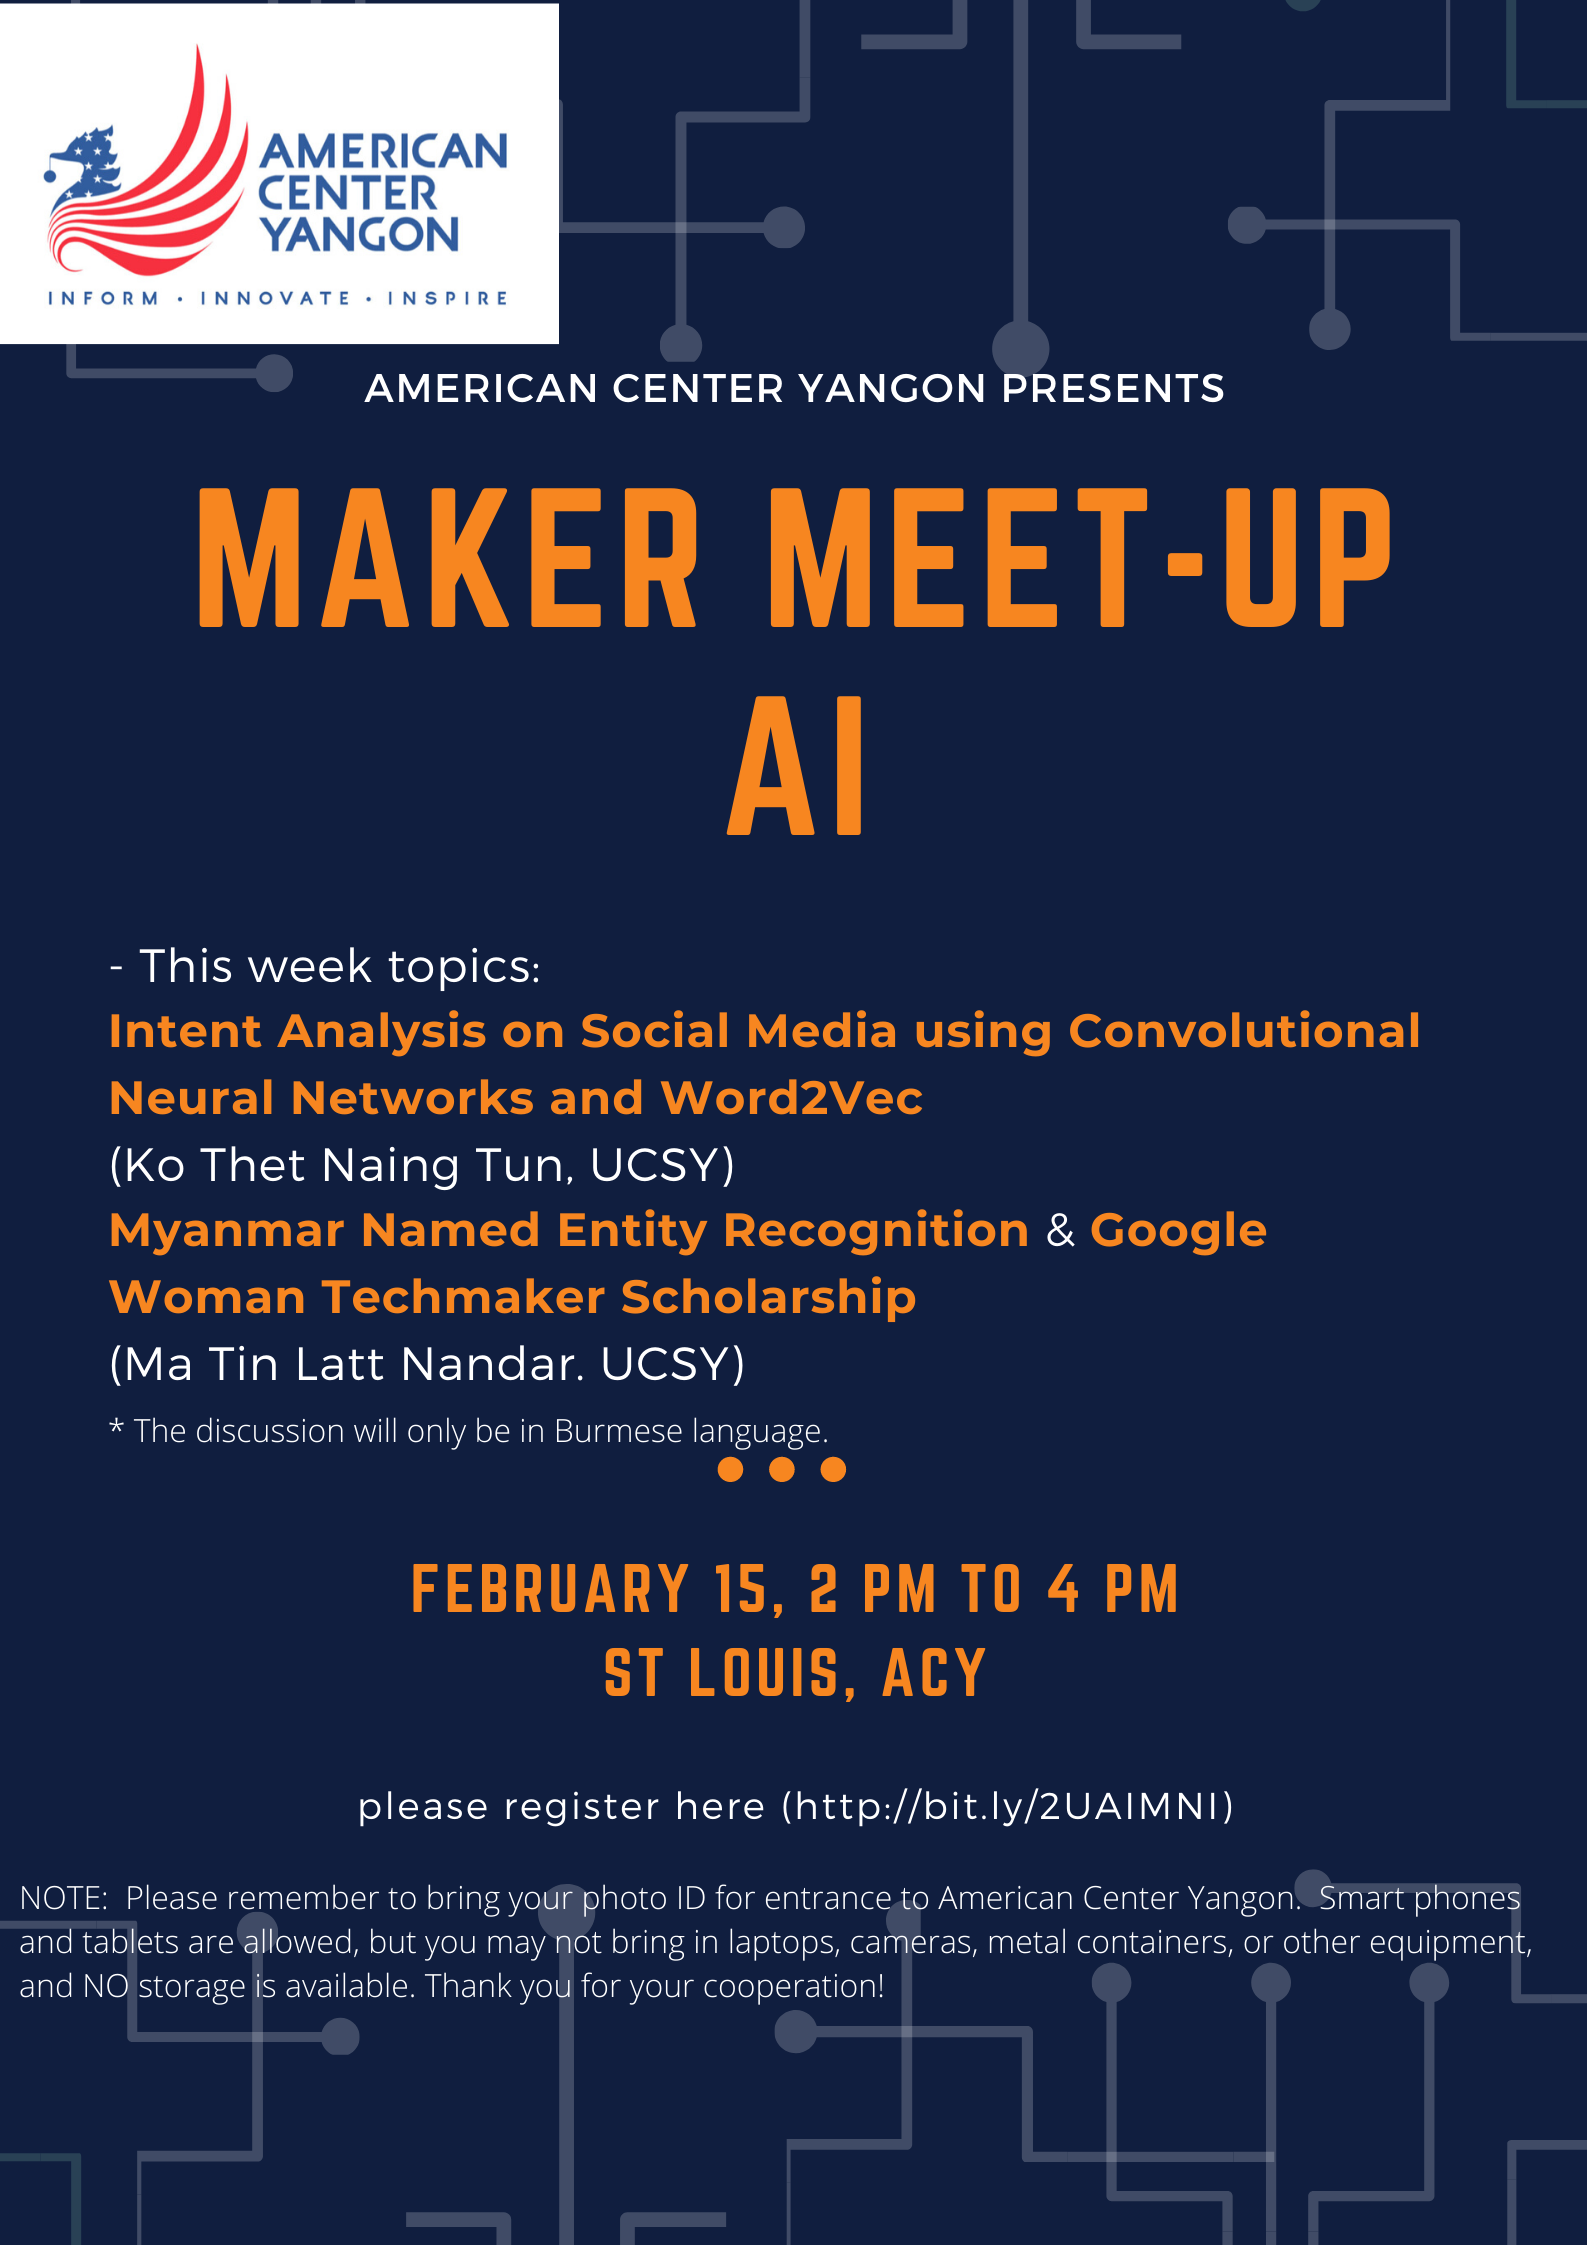 AMERICAN
CENTER
YANGON
INFORM · INNOVATE · INSPIRE
AMERICAN CENTER YANGON PRESENTS
MAKER MEET-UP
AI
- This week topics:
Intent Analysis on Social Media using Convolutional
Neural Networks and Word2Vec
(Ko Thet Naing Tun, UCSY)
Myanmar Named Entity Recognition & Google
Woman Techmaker Scholarship
(Ma Tin Latt Nandar. UCSY)
* The discussion will only be in Burmese language.
FEBRUARY 15, 2 PM TO 4 PM
ST LOUIS, ACY
please register here (http://bit.ly/2UAIMNI)
NOTE:  Please remember to bring your photo ID for entrance to American Center Yangon.  Smart phones
and tablets are allowed, but you may not bring in laptops, cameras, metal containers, or other equipment,
and NO storage is available. Thank you for your cooperation!